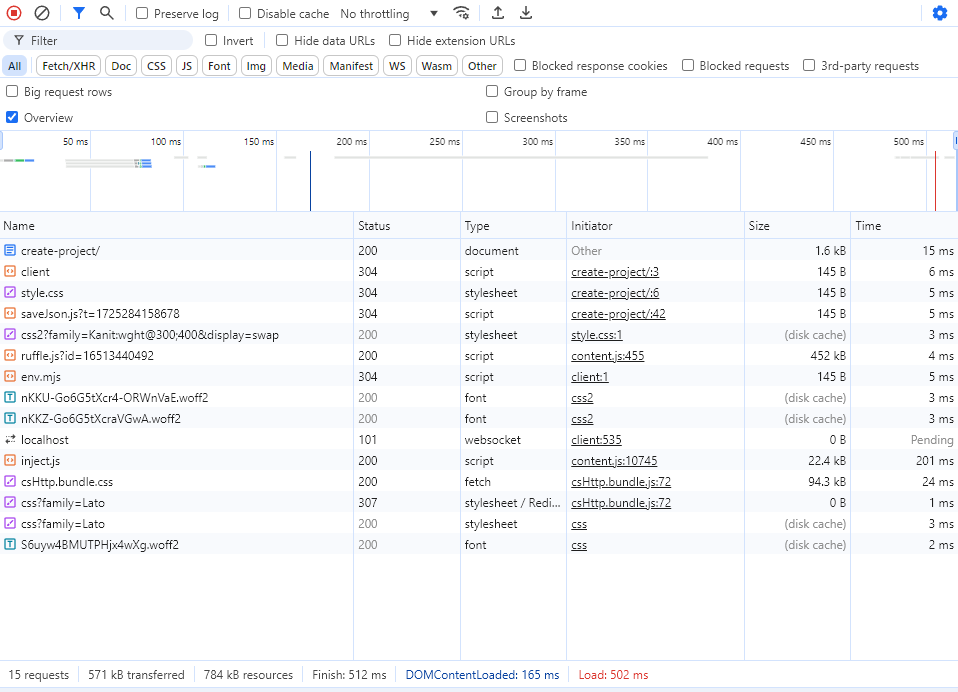 Preserve log Disable cache No throttling
Filter Invert Hide data URLs Hide extension URLs
All Fetch/XHR Doc CSS JS Font Img Media Manifest WS Wasm Other Blocked response cookies Blocked requests 3rd-party requests
Big request rows Group by frame
Overview Screenshots
50 ms 100 ms 150 ms 200 ms 250 ms 300 ms 350 ms 400 ms 450 ms 500 ms
Name Status Type Initiator Size Time
create-project/ 200 document Other 1.6 kB 15 ms
client 304 script create-project/:3 145 B 6 ms
style.css 304 stylesheet create-project/:6 145 B 5 ms
saveJson.js?t=1725284158678 304 script create-project/:42 145 B 5 ms
css2?family=Kanit:wght@300;400&display=swap 200 stylesheet style.css:1 (disk cache) 3 ms
ruffle.js?id=16513440492 200 script content.js:455 452 kB 4 ms
env.mjs 304 script client:1 145 B 5 ms
nKKU-Go6G5tXcr4-ORWnVaE.woff2 200 font css2 (disk cache) 3 ms
nKKZ-Go6G5tXcraVGwA.woff2 200 font css2 (disk cache) 3 ms
localhost 101 websocket client:535 0 B Pending
inject.js 200 script content.js:10745 22.4 kB 201 ms
csHttp.bundle.css 200 fetch csHttp.bundle.js:72 94.3 kB 24 ms
css?family=Lato 307 stylesheet / Redi... csHttp.bundle.js:72 0 B 1 ms
css?family=Lato 200 stylesheet css (disk cache) 3 ms
S6uyw4BMUTPHjx4wXg.woff2 200 font css (disk cache) 2 ms
15 requests 571 kB transferred 784 kB resources Finish: 512 ms DOMContentLoaded: 165 ms Load: 502 ms